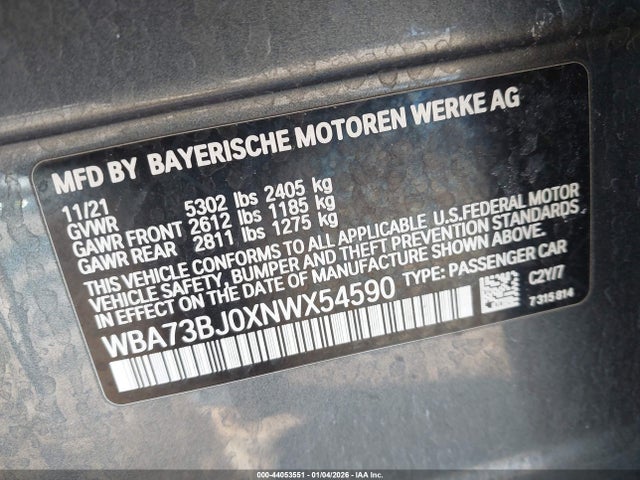 MFD BY BAYERISCHE MOTOREN WERKE AG
11/21
GVWR 5302 lbs 2405 kg
GAWR FRONT 2612 lbs 1185 kg
GAWR REAR 2811 lbs 1275 kg
THIS VEHICLE CONFORMS TO ALL APPLICABLE U.S.FEDERAL MOTOR
VEHICLE SAFETY, BUMPER AND THEFT PREVENTION STANDARDS
IN EFFECT ON THE DATE OF MANUFACTURE SHOWN ABOVE.
WBA73BJ0XNWX54590 TYPE: PASSENGER CAR
C2Y/7
7315814
000-44053551 - 01/04/2026 - IAA Inc.